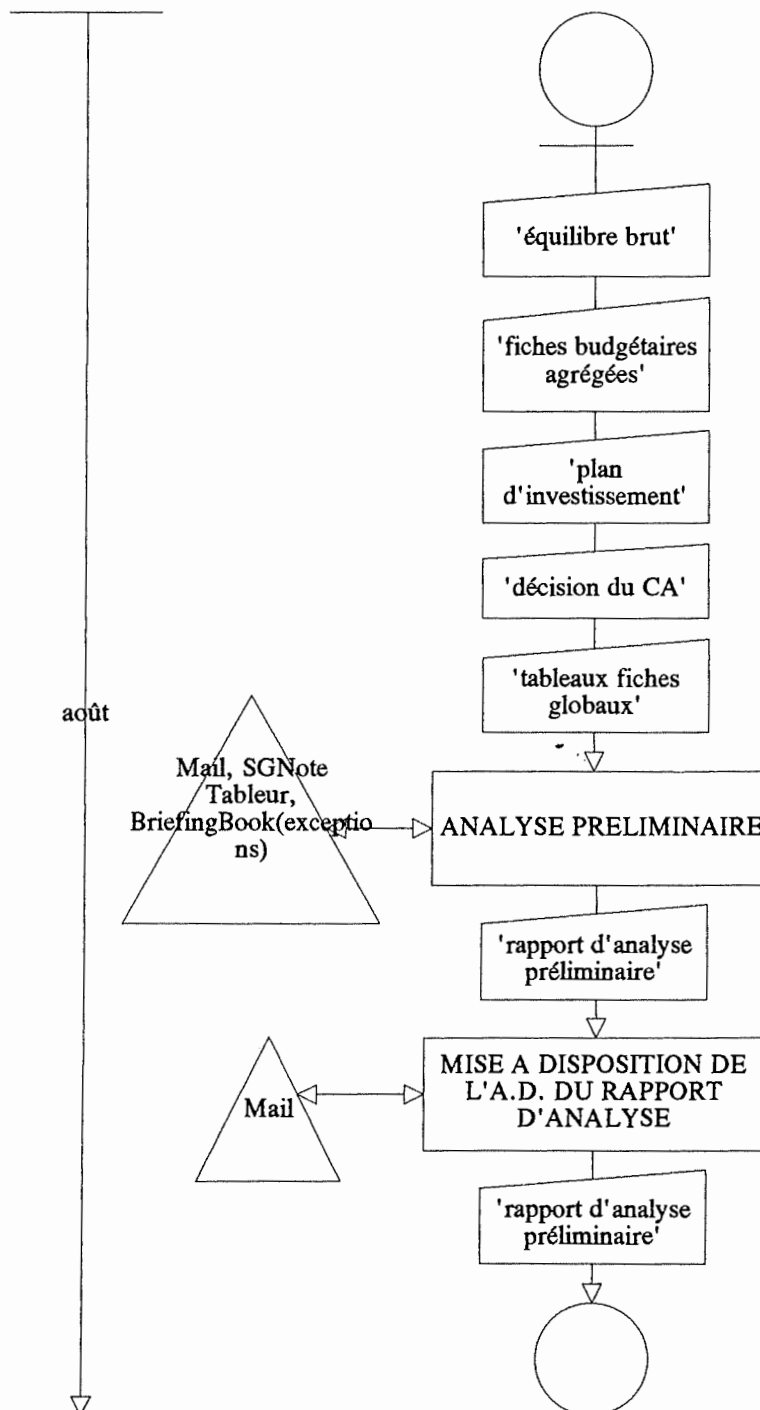 'équilibre brut'
'fiches budgétaires
agrégées'
'plan
d'investissement'
'décision du CA'
'tableaux fiches
globaux'
août
Mail, SGNote
Tableur,
BriefingBook(exceptio
ns)
ANALYSE PRELIMINAIRE
'rapport d'analyse
préliminaire'
Mail
MISE A DISPOSITION DE
L'A.D. DU RAPPORT
D'ANALYSE
'rapport d'analyse
préliminaire'